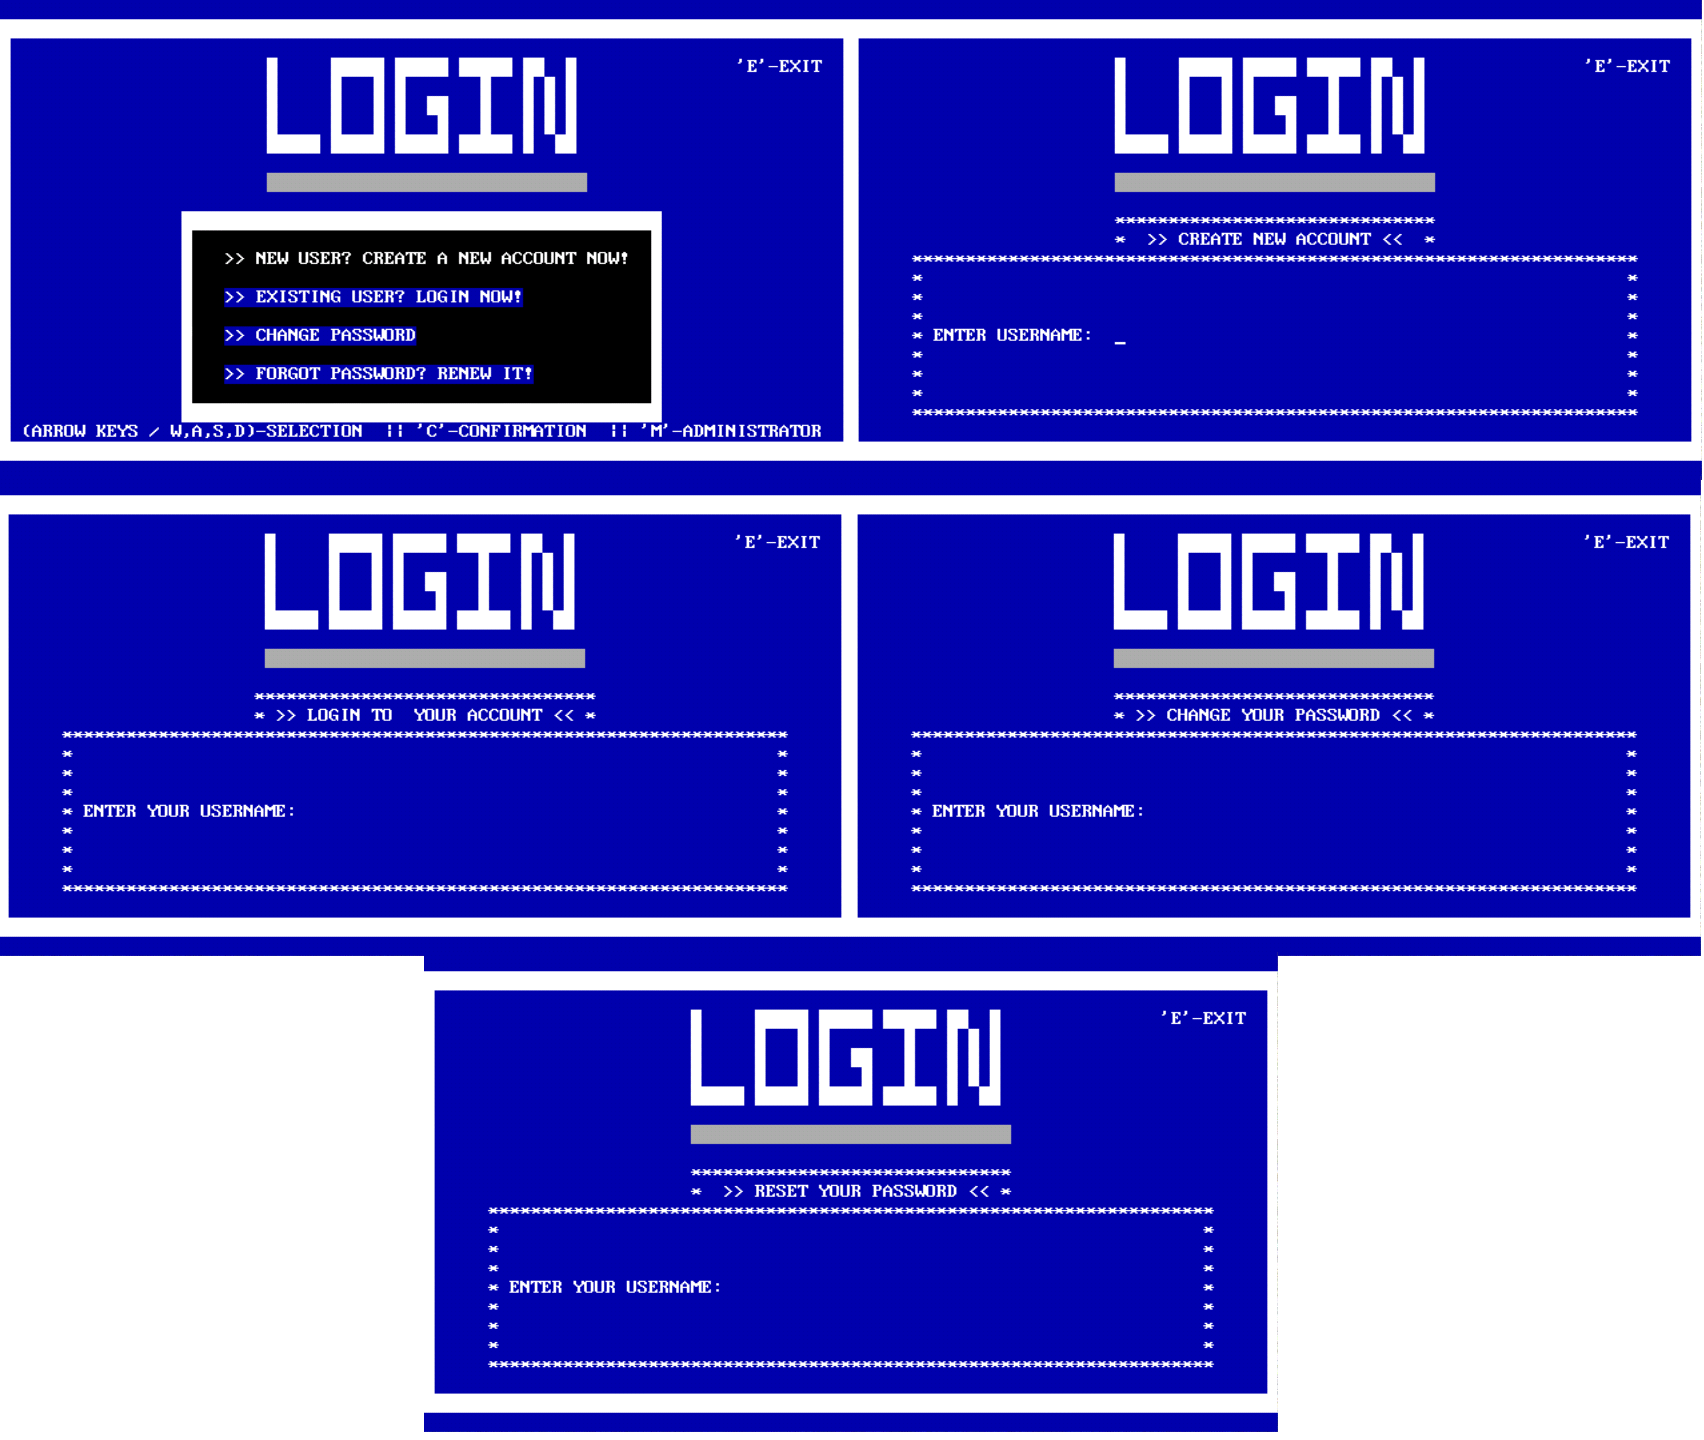 LOGIN
'E'-EXIT
>> NEW USER? CREATE A NEW ACCOUNT NOW!
>> EXISTING USER? LOGIN NOW!
>> CHANGE PASSWORD
>> FORGOT PASSWORD? RENEW IT!
(ARROW KEYS / W,A,S,D)-SELECTION || 'C'-CONFIRMATION || 'M'-ADMINISTRATOR
LOGIN
'E'-EXIT
******************************
* >> CREATE NEW ACCOUNT << *
********************************************************************
* *
* *
* *
* ENTER USERNAME: _ *
* *
* *
* *
********************************************************************
LOGIN
'E'-EXIT
********************************
* >> LOGIN TO YOUR ACCOUNT << *
********************************************************************
* *
* *
* *
* ENTER YOUR USERNAME: *
* *
* *
* *
********************************************************************
LOGIN
'E'-EXIT
******************************
* >> CHANGE YOUR PASSWORD << *
********************************************************************
* *
* *
* *
* ENTER YOUR USERNAME: *
* *
* *
* *
********************************************************************
LOGIN
'E'-EXIT
******************************
* >> RESET YOUR PASSWORD << *
********************************************************************
* *
* *
* *
* ENTER YOUR USERNAME: *
* *
* *
* *
********************************************************************